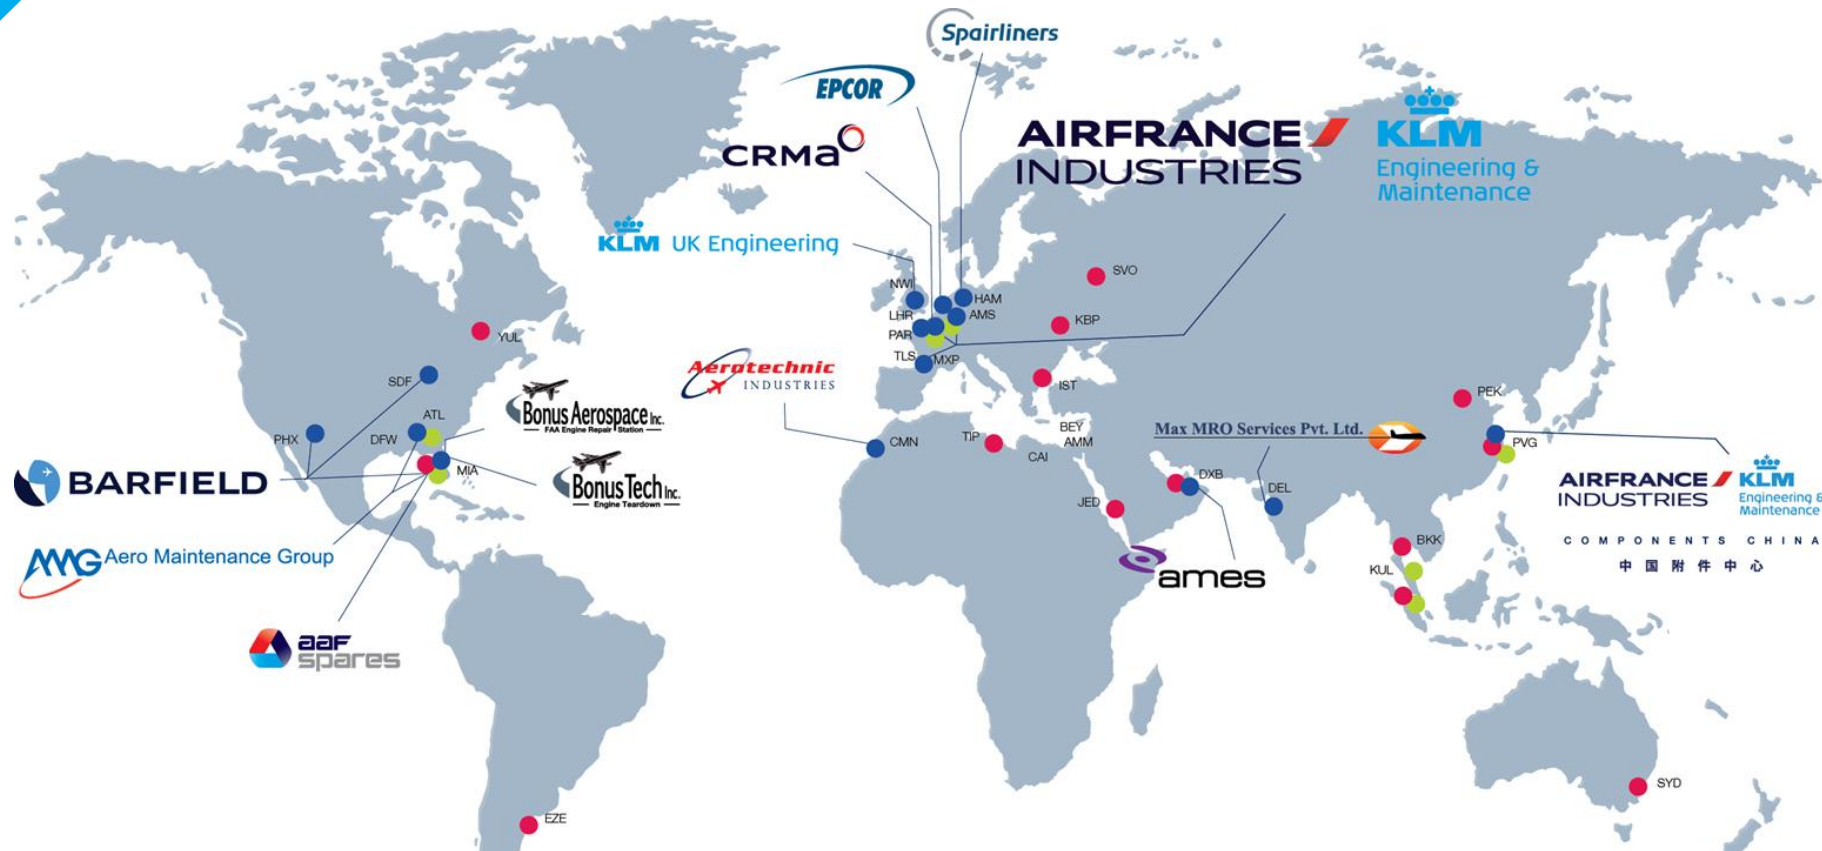 Spairliners
EPCOR
CRMa
AIRFRANCE
INDUSTRIES
KLM
Engineering &
Maintenance
KLM UK Engineering
NWI
HAM
LHR
AMS
PAR
TLS
MXP
SVO
KBP
IST
YUL
SDF
ATL
PHX
DFW
MIA
Aerotechnic
INDUSTRIES
Bonus Aerospace Inc.
FAA Engine Repair Station
Bonus Tech Inc.
Engine Teardown
BARFIELD
AMG Aero Maintenance Group
aaf
spares
CMN
TIP
CAI
BEY
AMM
JED
DXB
ames
Max MRO Services Pvt. Ltd.
DEL
PEK
PVG
AIRFRANCE
INDUSTRIES
KLM
Engineering &
Maintenance
COMPONENTS CHINA
中国附件中心
BKK
KUL
SYD
EZE